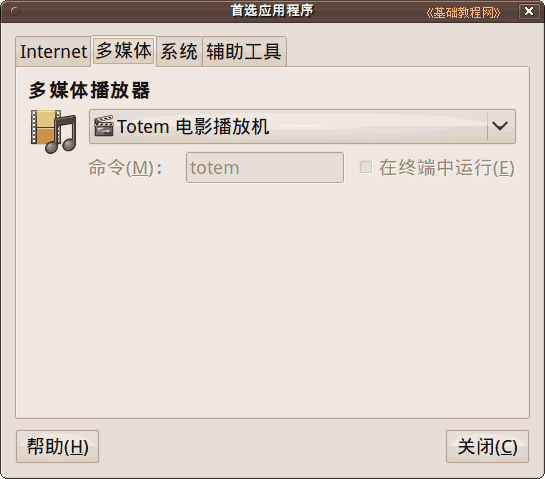 首选应用程序 《基础教程网》
Internet 多媒体 系统 辅助工具
多媒体播放器
Totem 电影播放机
命令(M)： totem 在终端中运行(E)
帮助(H) 关闭(C)